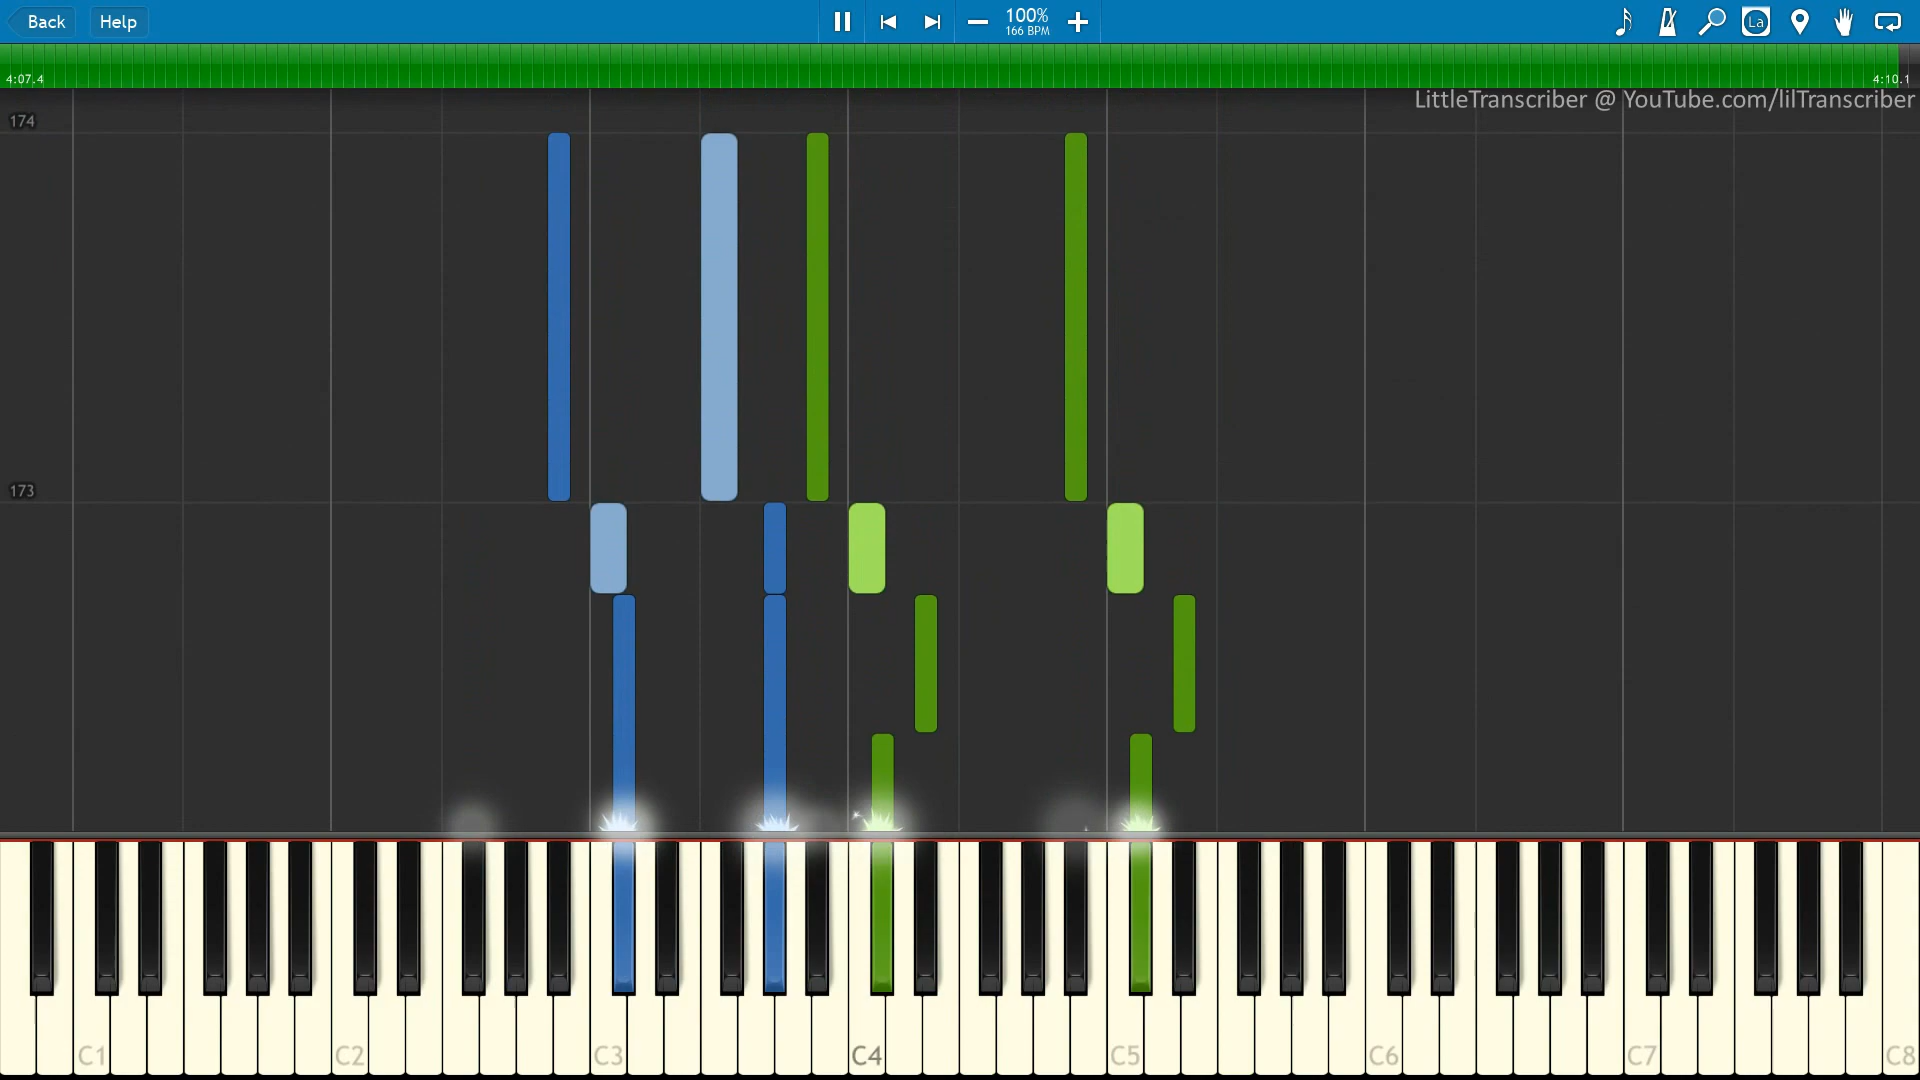 Back Help 100% La
166 BPM
4:07.4 4:10.1
LittleTranscriber @ YouTube.com/lilTranscriber
174
173
C1 C2 C3 C4 C5 C6 C7 C8